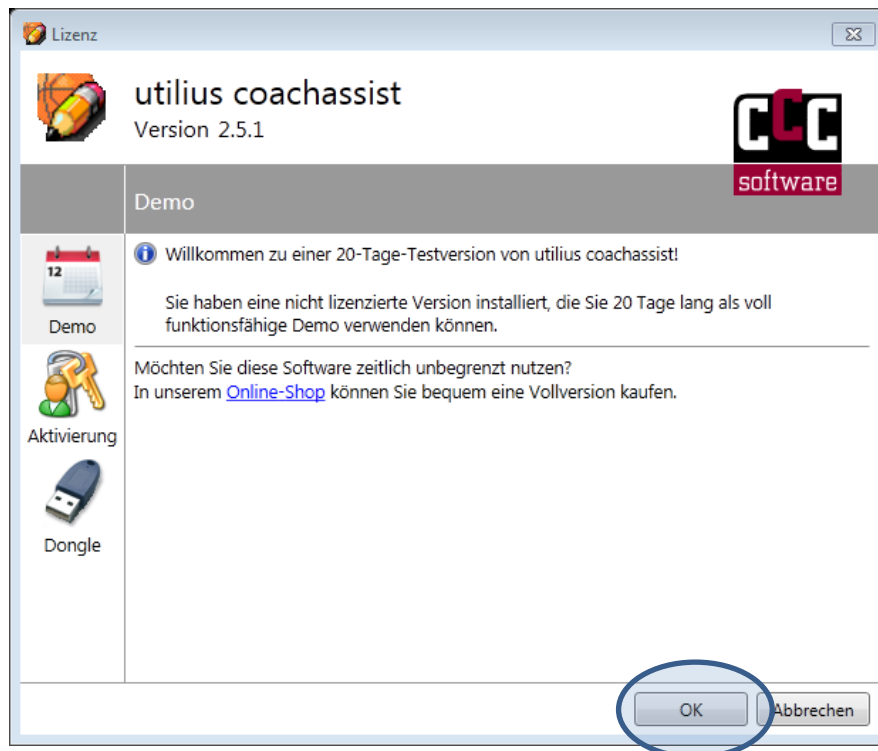 Lizenz
utilius coachassist
Version 2.5.1
CCC
software
Demo
12
Demo
Aktivierung
Dongle
Willkommen zu einer 20-Tage-Testversion von utilius coachassist!
Sie haben eine nicht lizenzierte Version installiert, die Sie 20 Tage lang als voll
funktionsfähige Demo verwenden können.
Möchten Sie diese Software zeitlich unbegrenzt nutzen?
In unserem Online-Shop können Sie bequem eine Vollversion kaufen.
OK
Abbrechen